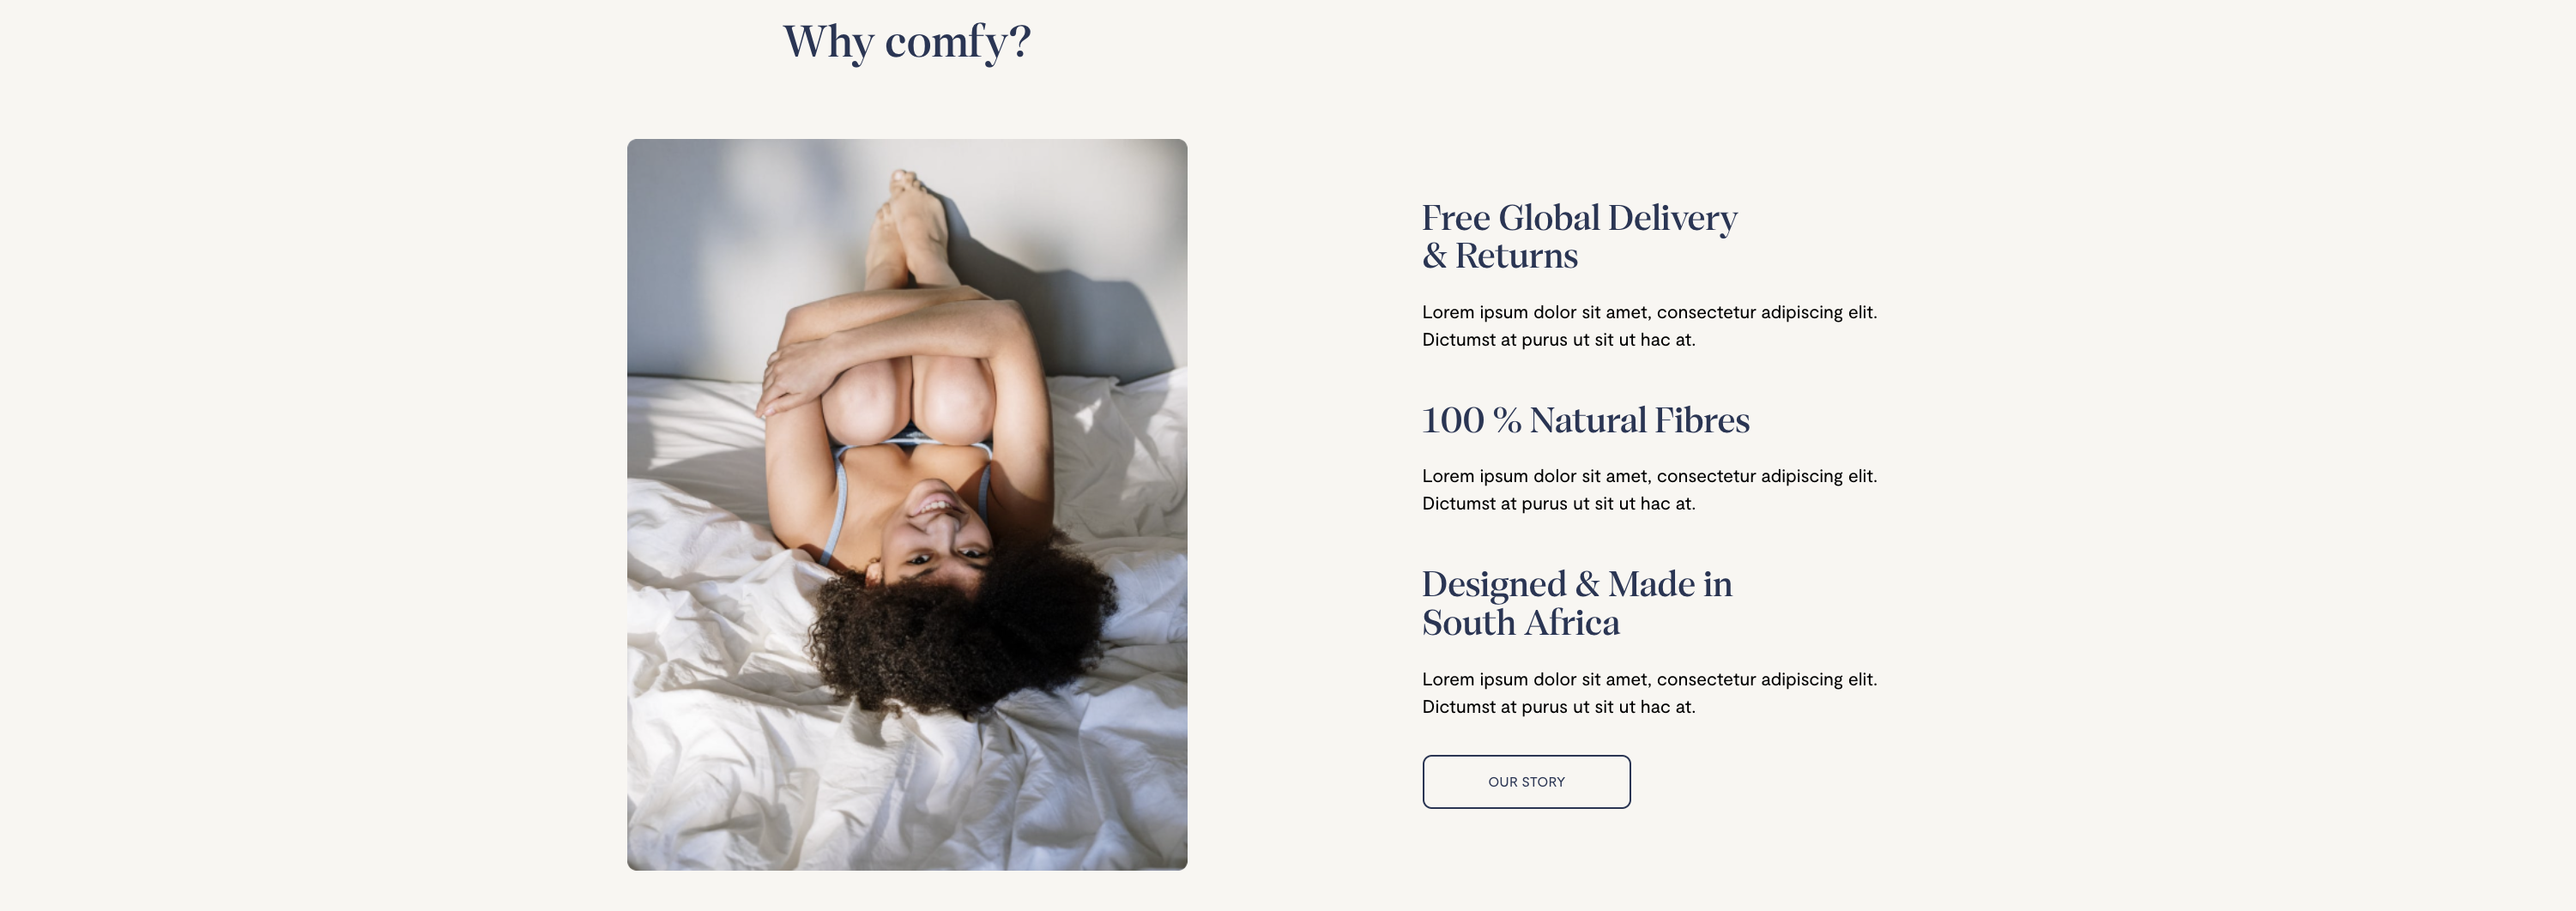 Why comfy?
Free Global Delivery
& Returns
Lorem ipsum dolor sit amet, consectetur adipiscing elit.
Dictumst at purus ut sit ut hac at.
100 % Natural Fibres
Lorem ipsum dolor sit amet, consectetur adipiscing elit.
Dictumst at purus ut sit ut hac at.
Designed & Made in
South Africa
Lorem ipsum dolor sit amet, consectetur adipiscing elit.
Dictumst at purus ut sit ut hac at.
OUR STORY